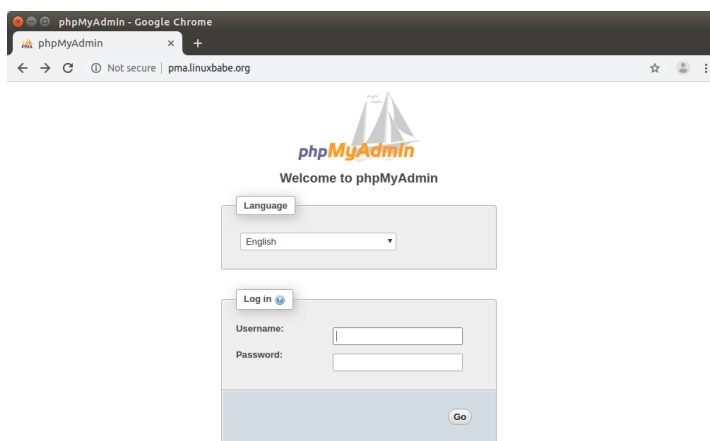 phpMyAdmin - Google Chrome
phpMyAdmin × +
Not secure | pma.linuxbabe.org
phpMyAdmin
Welcome to phpMyAdmin
Language
English
Log in
Username:
Password:
Go